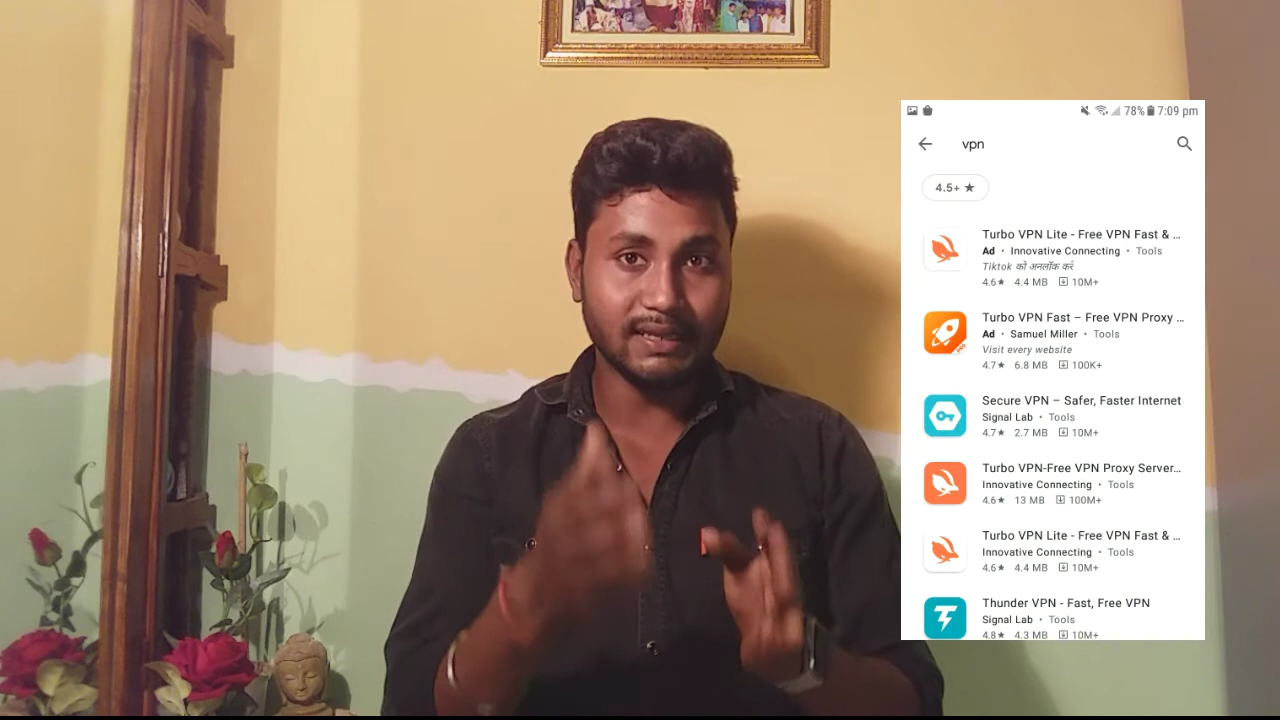 78% 7:09 pm
vpn
4.5+ ★
Turbo VPN Lite - Free VPN Fast & ...
Ad • Innovative Connecting • Tools
Tiktok को अनलॉक करें
4.6★ 4.4 MB 10M+
Turbo VPN Fast – Free VPN Proxy ...
Ad • Samuel Miller • Tools
Visit every website
4.7★ 6.8 MB 100K+
Secure VPN – Safer, Faster Internet
Signal Lab • Tools
4.7★ 2.7 MB 10M+
Turbo VPN-Free VPN Proxy Server...
Innovative Connecting • Tools
4.6★ 13 MB 100M+
Turbo VPN Lite - Free VPN Fast & ...
Innovative Connecting • Tools
4.6★ 4.4 MB 10M+
Thunder VPN - Fast, Free VPN
Signal Lab • Tools
4.8★ 4.3 MB 10M+